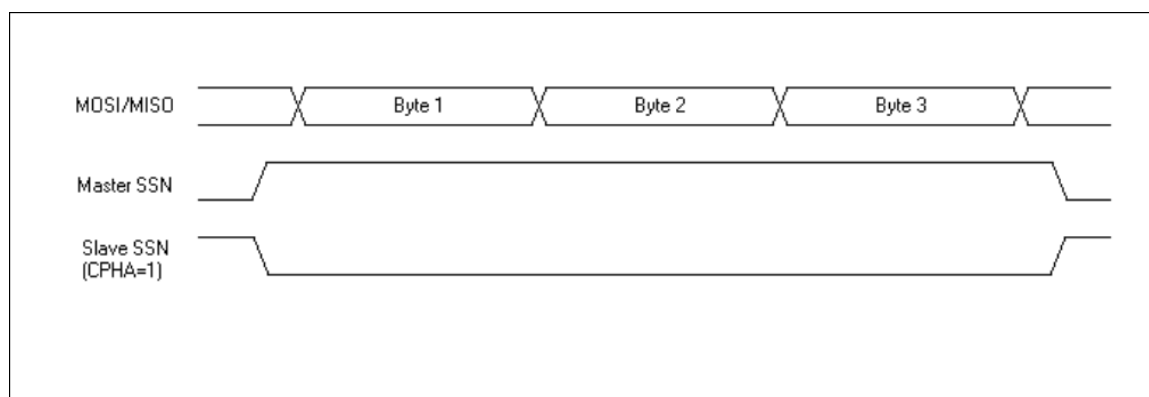 MOSI/MISO
Byte 1
Byte 2
Byte 3
Master SSN
Slave SSN
(CPHA=1)